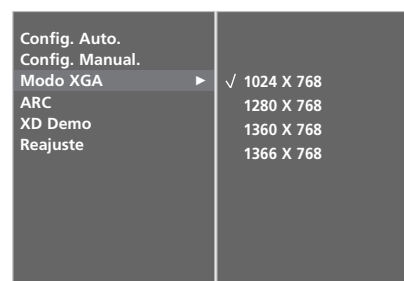 Config. Auto.
Config. Manual.
Modo XGA ►
ARC
XD Demo
Reajuste
√ 1024 X 768
1280 X 768
1360 X 768
1366 X 768